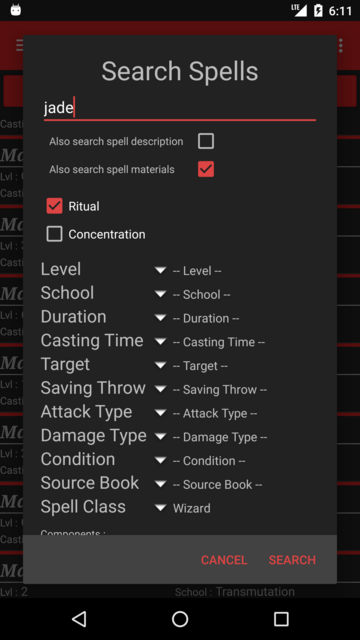 LTE 6:11
Search Spells
jade
Also search spell description
Also search spell materials
Ritual
Concentration
Level -- Level --
School -- School --
Duration -- Duration --
Casting Time -- Casting Time --
Target -- Target --
Saving Throw -- Saving Throw --
Attack Type -- Attack Type --
Damage Type -- Damage Type --
Condition -- Condition --
Source Book -- Source Book --
Spell Class Wizard
Components :
CANCEL SEARCH
Lvl : 2 School : Transmutation